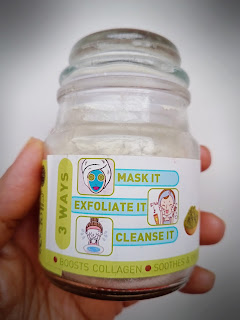 3 WAYS
MASK IT
EXFOLIATE IT
CLEANSE IT
• BOOSTS COLLAGEN • SOOTHES &